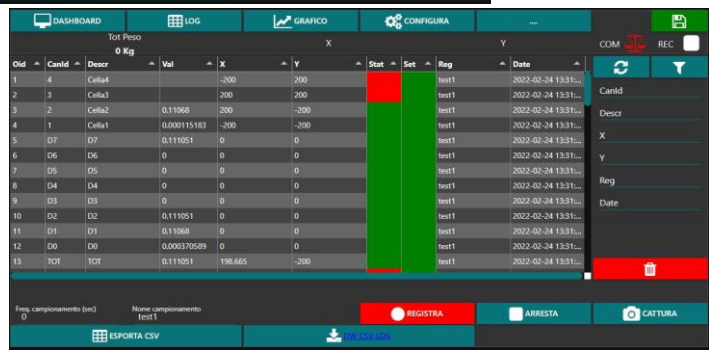 DASHBOARD LOG GRAFICO CONFIGURA ...
Tot Peso X Y COM REC
0 Kg
Oid CanId Descr Val X Y Stat Set Reg Date
1 4 Cella4 -200 200 test1 2022-02-24 13:31:...
2 3 Cella3 200 200 test1 2022-02-24 13:31:...
3 2 Cella2 0.11068 200 -200 test1 2022-02-24 13:31:...
4 1 Cella1 0.000115183 -200 -200 test1 2022-02-24 13:31:...
5 D7 D7 0.111051 0 0 test1 2022-02-24 13:31:...
6 D6 D6 0 0 0 test1 2022-02-24 13:31:...
7 D5 D5 0 0 0 test1 2022-02-24 13:31:...
8 D4 D4 0 0 0 test1 2022-02-24 13:31:...
9 D3 D3 0 0 0 test1 2022-02-24 13:31:...
10 D2 D2 0.111051 0 0 test1 2022-02-24 13:31:...
11 D1 D1 0.11068 0 0 test1 2022-02-24 13:31:...
12 D0 D0 0.000370589 0 0 test1 2022-02-24 13:31:...
13 TOT TOT 0.111051 198.665 -200 test1 2022-02-24 13:31:...
CanId
Descr
X
Y
Reg
Date
Freq. campionamento (sec) Nome campionamento
0 test1
REGISTRA ARRESTA CATTURA
ESPORTA CSV DW CSV LOG